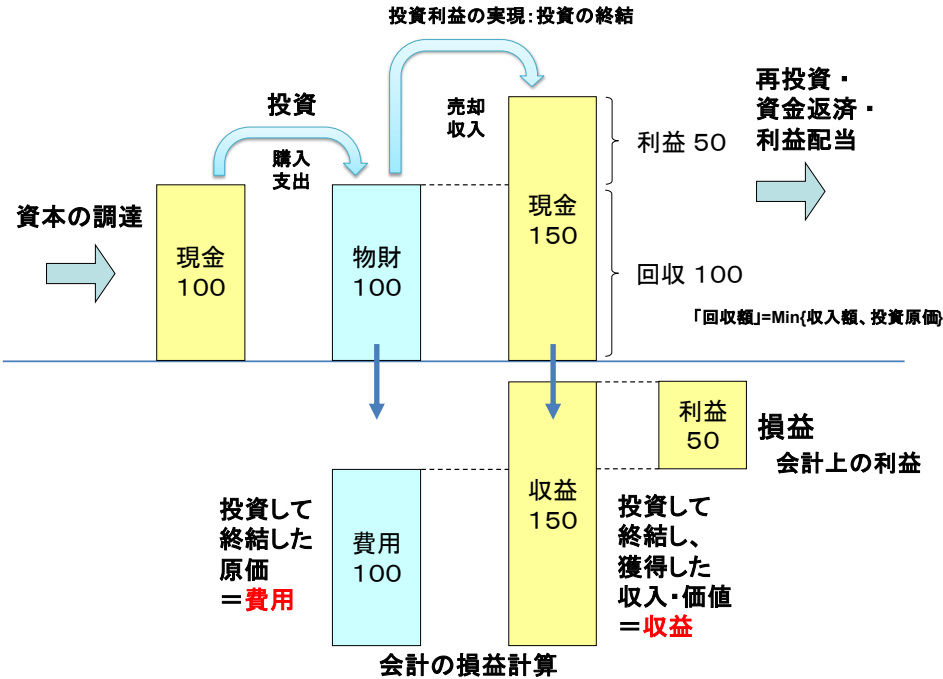 投資利益の実現:投資の終結
投資
購入
支出
売却
収入
再投資・
資金返済・
利益配当
利益 50
資本の調達
現金
100
物財
100
現金
150
回収 100
「回収額」=Min{収入額、投資原価}
利益
50
損益
会計上の利益
収益
150
投資して
終結した
原価
＝費用
費用
100
投資して
終結し、
獲得した
収入・価値
＝収益
会計の損益計算